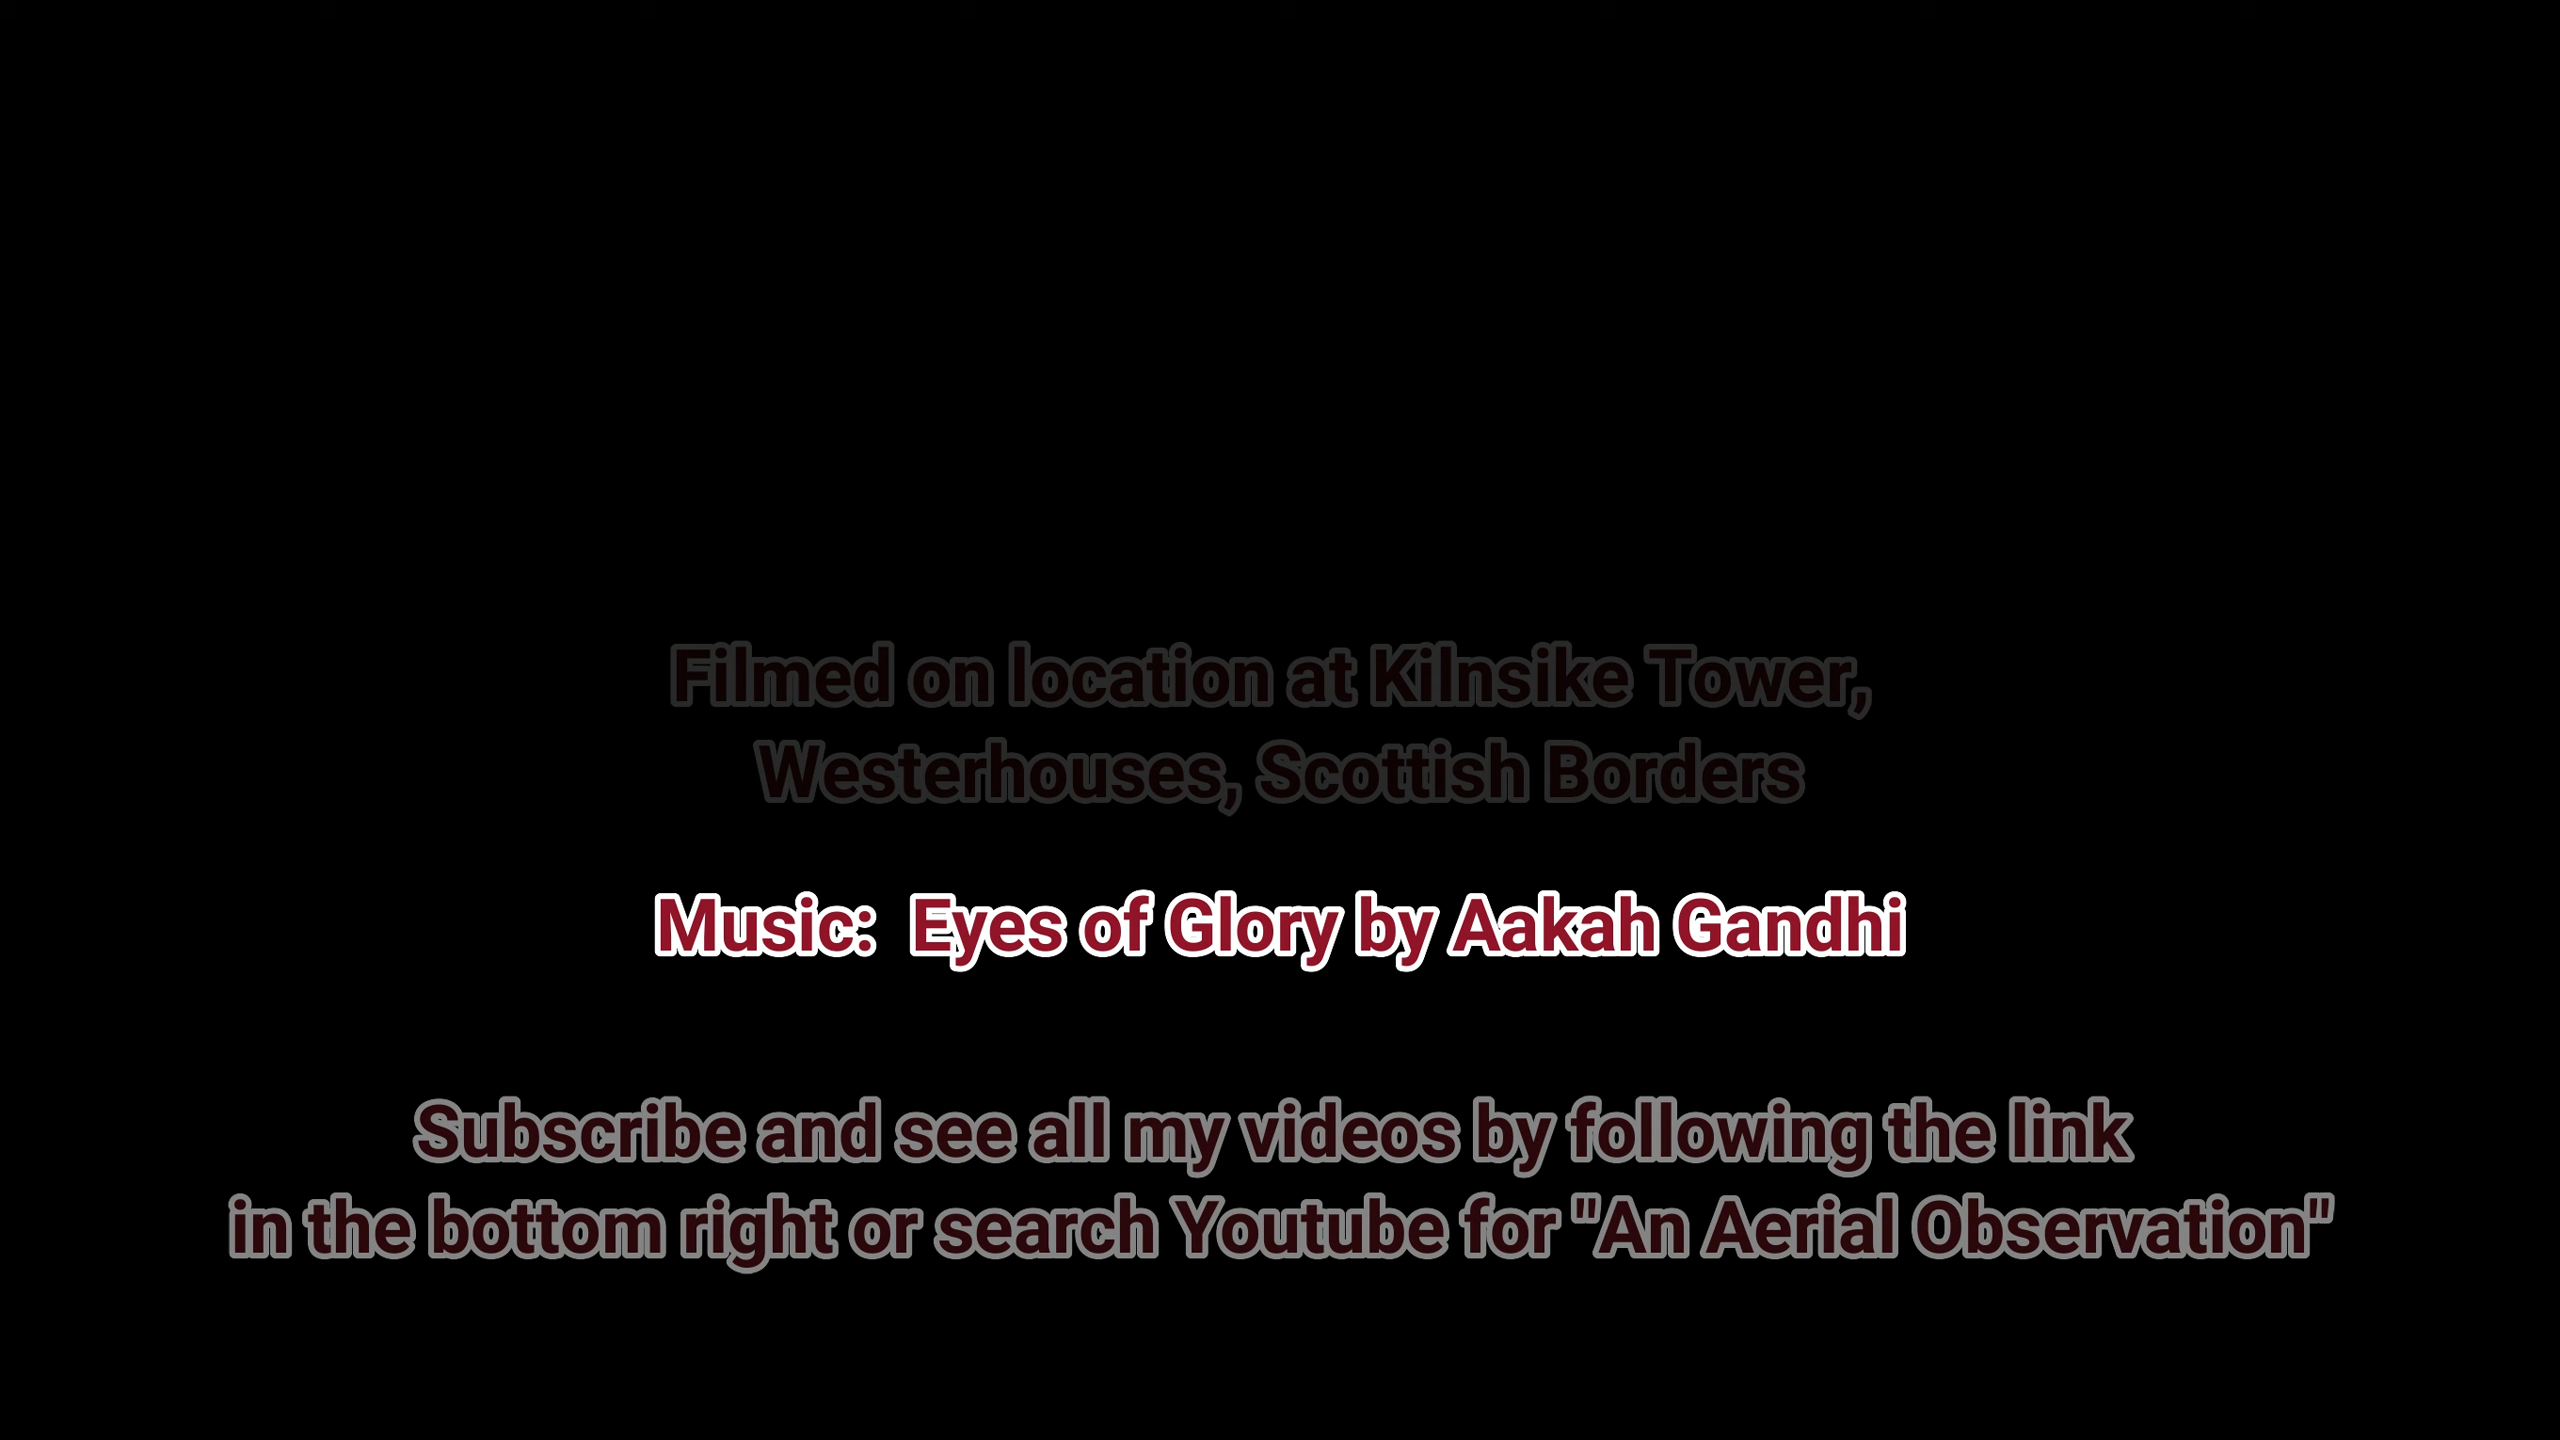 Filmed on location at Kilnsike Tower,
Westerhouses, Scottish Borders
Music:  Eyes of Glory by Aakah Gandhi
Subscribe and see all my videos by following the link
in the bottom right or search Youtube for "An Aerial Observation"